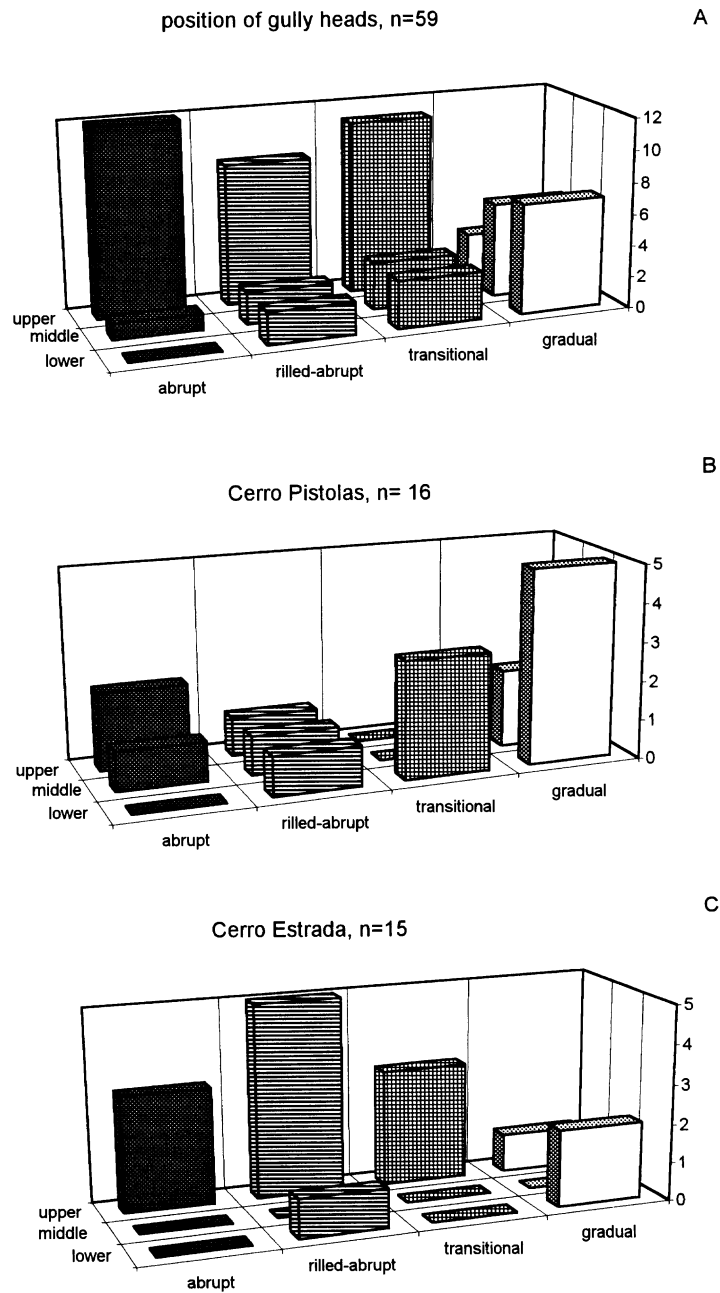 position of gully heads, n=59
A
12
10
8
6
4
2
0
upper
middle
lower
abrupt
rilled-abrupt
transitional
gradual
B
Cerro Pistolas, n= 16
5
4
3
2
1
0
upper
middle
lower
abrupt
rilled-abrupt
transitional
gradual
C
Cerro Estrada, n=15
5
4
3
2
1
0
upper
middle
lower
abrupt
rilled-abrupt
transitional
gradual